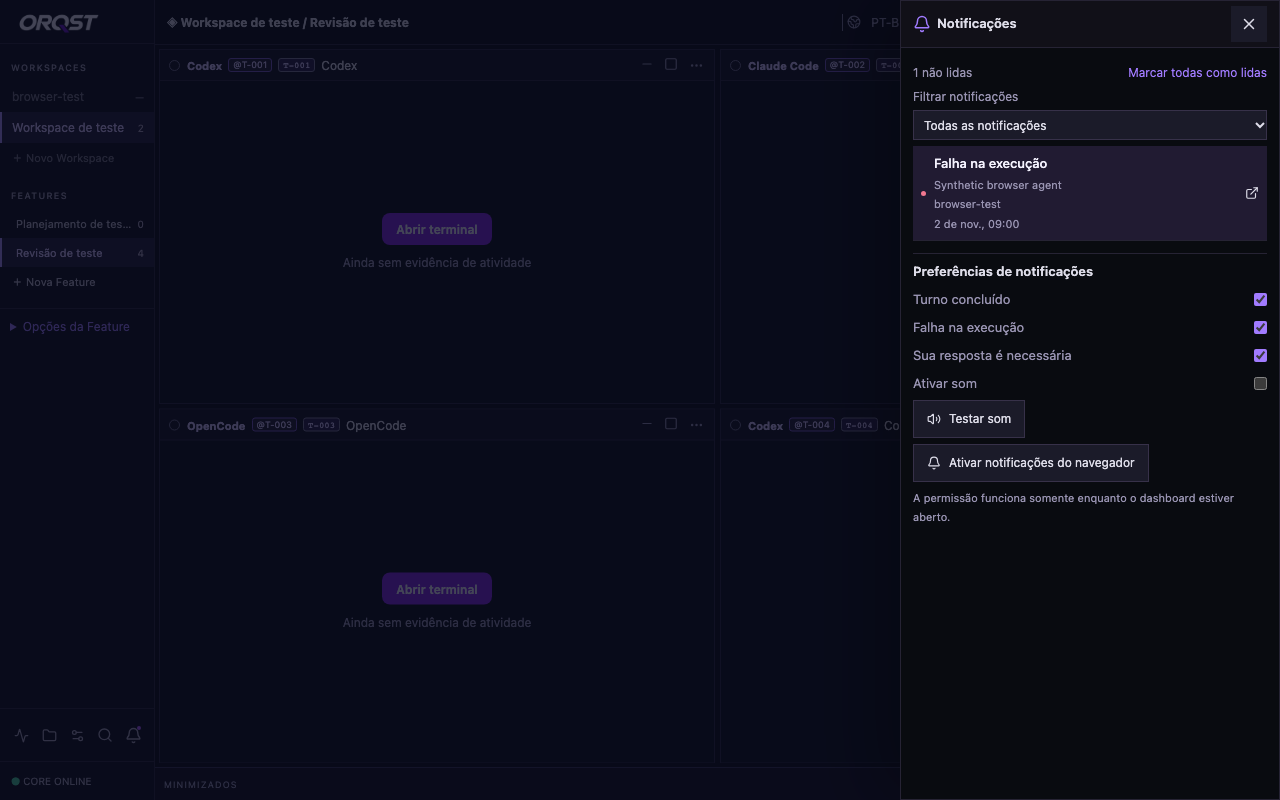 OROST
WORKSPACES
browser-test
Workspace de teste 2
+ Novo Workspace
FEATURES
Planejamento de tes... 0
Revisão de teste 4
+ Nova Feature
Opções da Feature
CORE ONLINE
Workspace de teste / Revisão de teste
PT-B
Codex @T-001 T-001 Codex
Abrir terminal
Ainda sem evidência de atividade
Claude Code @T-002
OpenCode @T-003 T-003 OpenCode
Abrir terminal
Ainda sem evidência de atividade
Codex @T-004 T-004 Co
MINIMIZADOS
Notificações
1 não lidas Marcar todas como lidas
Filtrar notificações
Todas as notificações
Falha na execução
Synthetic browser agent
browser-test
2 de nov., 09:00
Preferências de notificações
Turno concluído
Falha na execução
Sua resposta é necessária
Ativar som
Testar som
Ativar notificações do navegador
A permissão funciona somente enquanto o dashboard estiver
aberto.